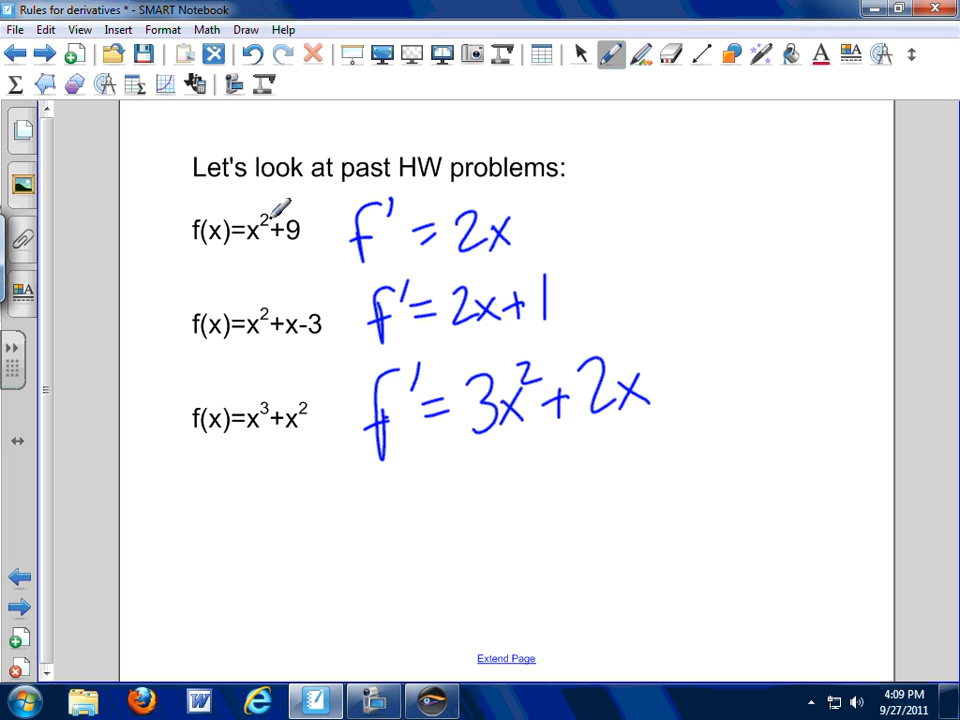 Rules for derivatives * - SMART Notebook
File Edit View Insert Format Math Draw Help
Let's look at past HW problems:
f(x)=x²+9 f' = 2x
f(x)=x²+x-3 f' = 2x+1
f(x)=x³+x² f' = 3x²+2x
Extend Page
4:09 PM
9/27/2011